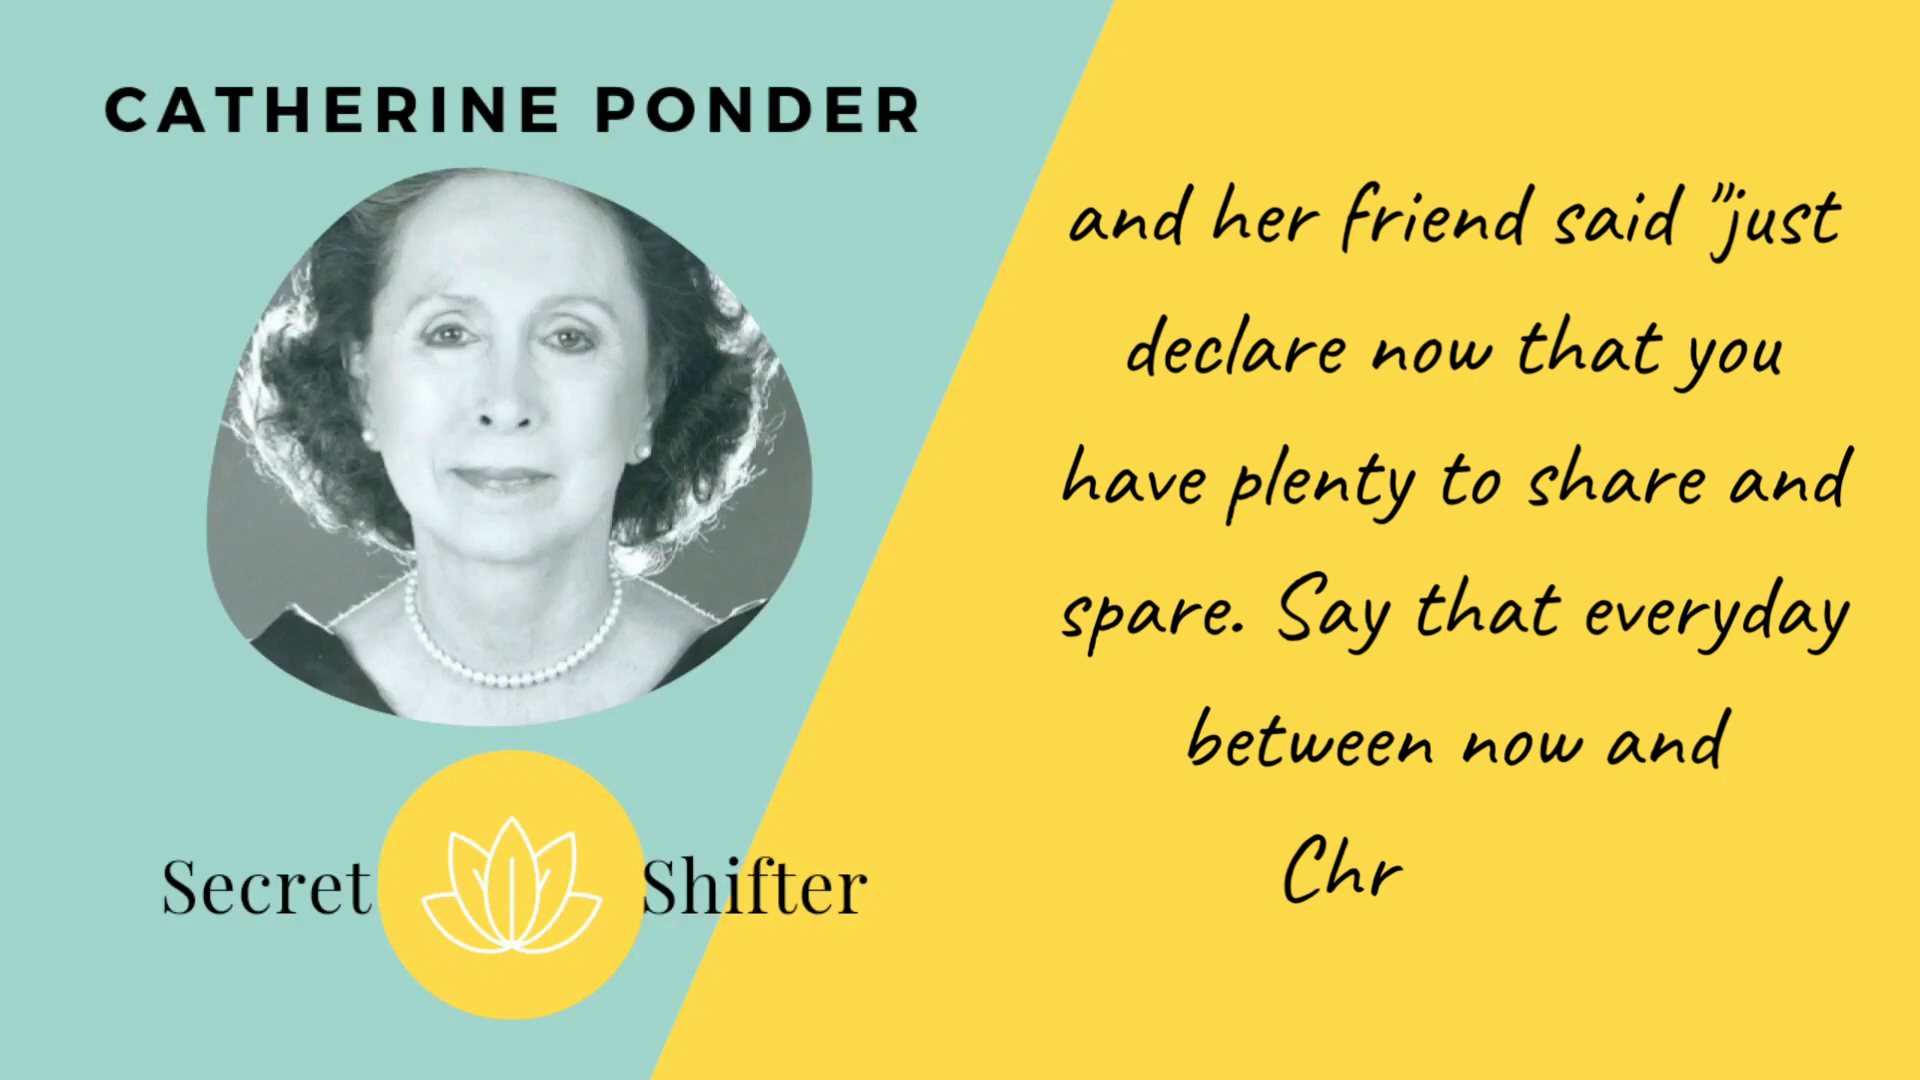 CATHERINE PONDER
Secret Shifter
and her friend said "just
declare now that you
have plenty to share and
spare. Say that everyday
between now and
Chr